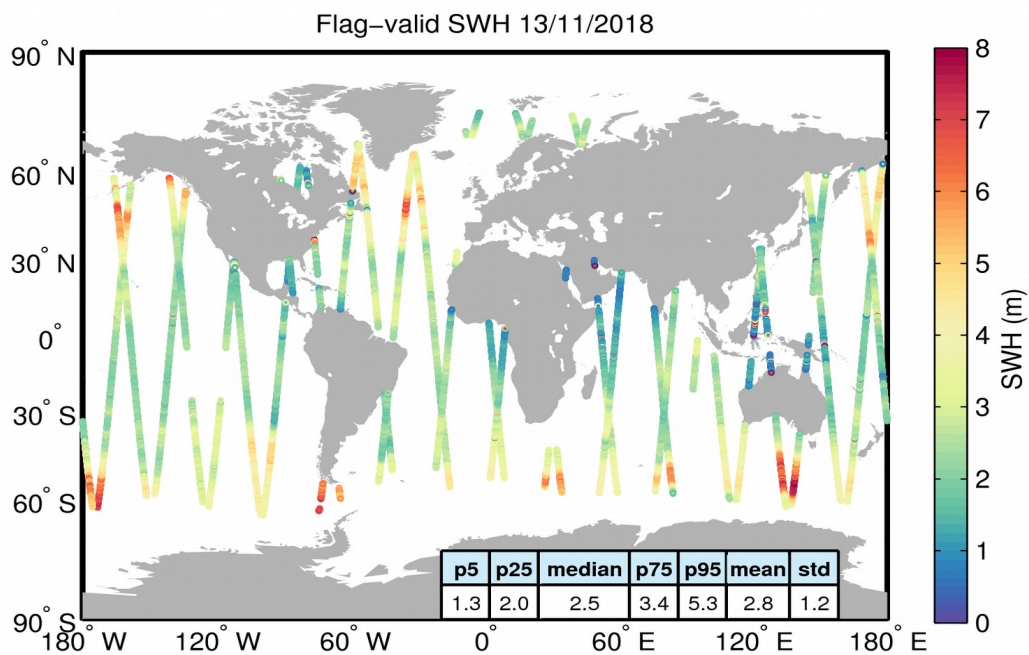 Flag−valid SWH 13/11/2018
90° N
60° N
30° N
0°
30° S
60° S
90° S
180° W
120° W
60° W
0°
60° E
120° E
180° E
p5 p25 median p75 p95 mean std
1.3 2.0 2.5 3.4 5.3 2.8 1.2
8
7
6
5
4
3
2
1
0
SWH (m)